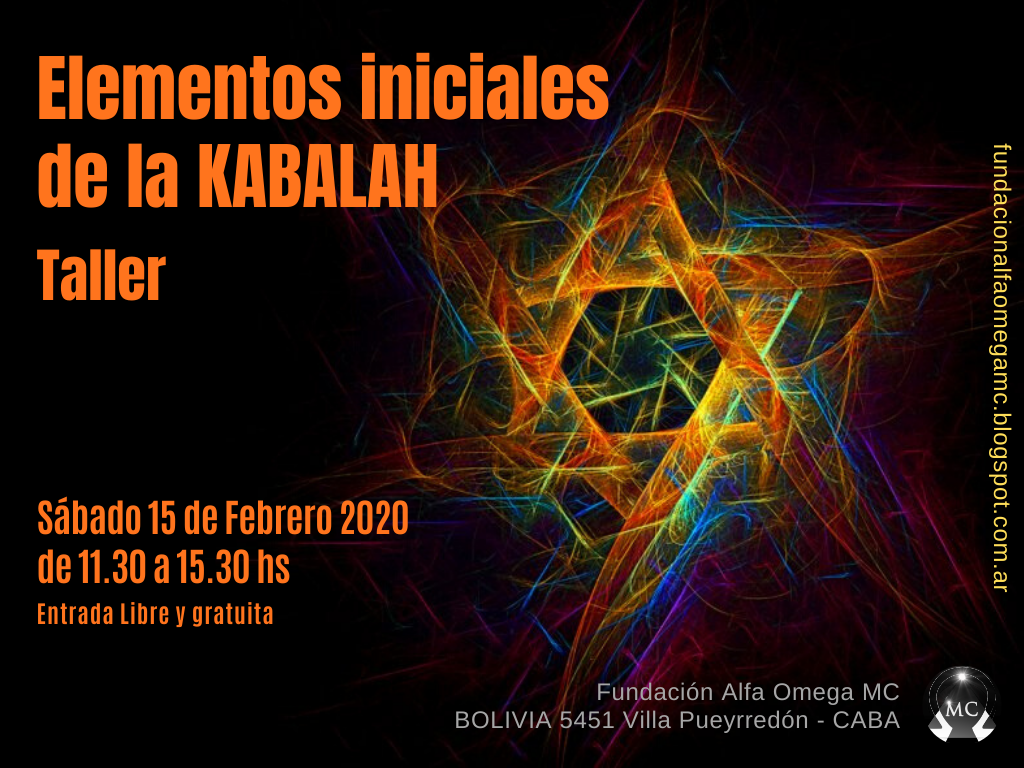 Elementos iniciales
de la KABALAH
Taller
Sábado 15 de Febrero 2020
de 11.30 a 15.30 hs
Entrada Libre y gratuita
fundacionalfaomegamc.blogspot.com.ar
Fundación Alfa Omega MC
BOLIVIA 5451 Villa Pueyrredón - CABA
MC